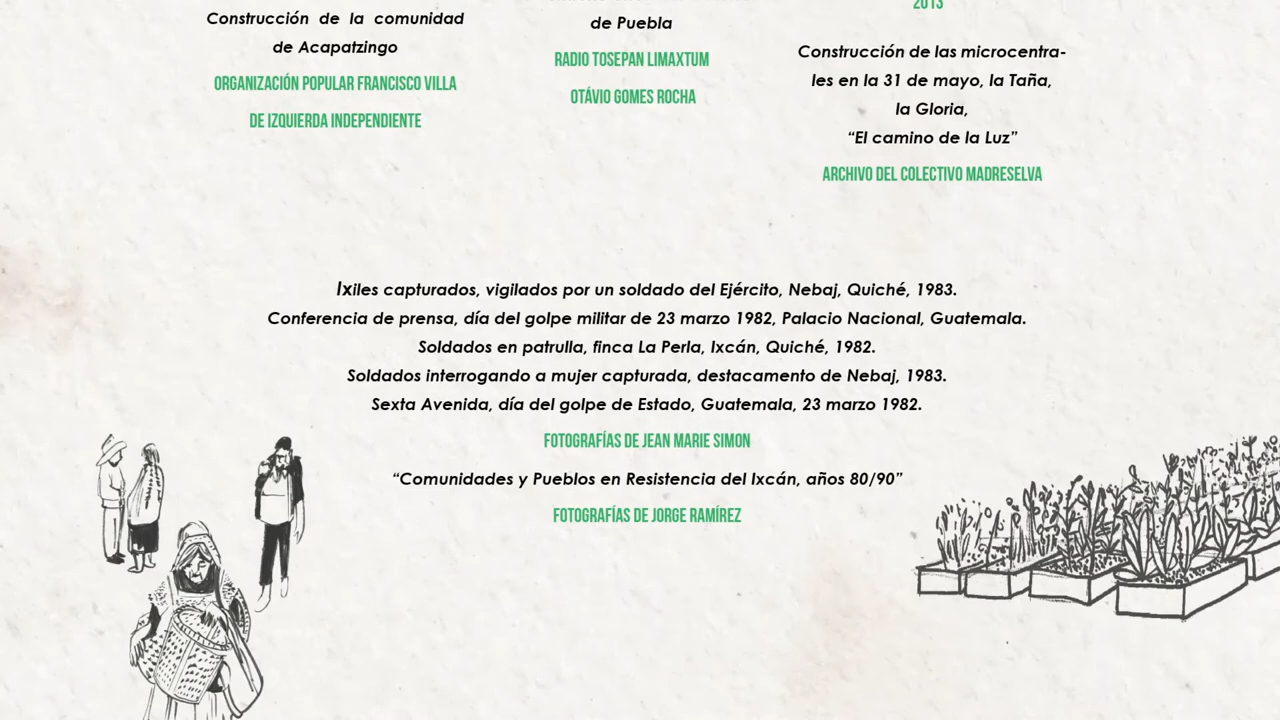 Construcción de la comunidad
de Acapatzingo
ORGANIZACIÓN POPULAR FRANCISCO VILLA
DE IZQUIERDA INDEPENDIENTE
de Puebla
RADIO TOSEPAN LIMAXTUM
OTÁVIO GOMES ROCHA
2013
Construcción de las microcentra-
les en la 31 de mayo, la Taña,
la Gloria,
“El camino de la Luz”
ARCHIVO DEL COLECTIVO MADRESELVA
Ixiles capturados, vigilados por un soldado del Ejército, Nebaj, Quiché, 1983.
Conferencia de prensa, día del golpe militar de 23 marzo 1982, Palacio Nacional, Guatemala.
Soldados en patrulla, finca La Perla, Ixcán, Quiché, 1982.
Soldados interrogando a mujer capturada, destacamento de Nebaj, 1983.
Sexta Avenida, día del golpe de Estado, Guatemala, 23 marzo 1982.
FOTOGRAFÍAS DE JEAN MARIE SIMON
“Comunidades y Pueblos en Resistencia del Ixcán, años 80/90”
FOTOGRAFÍAS DE JORGE RAMÍREZ